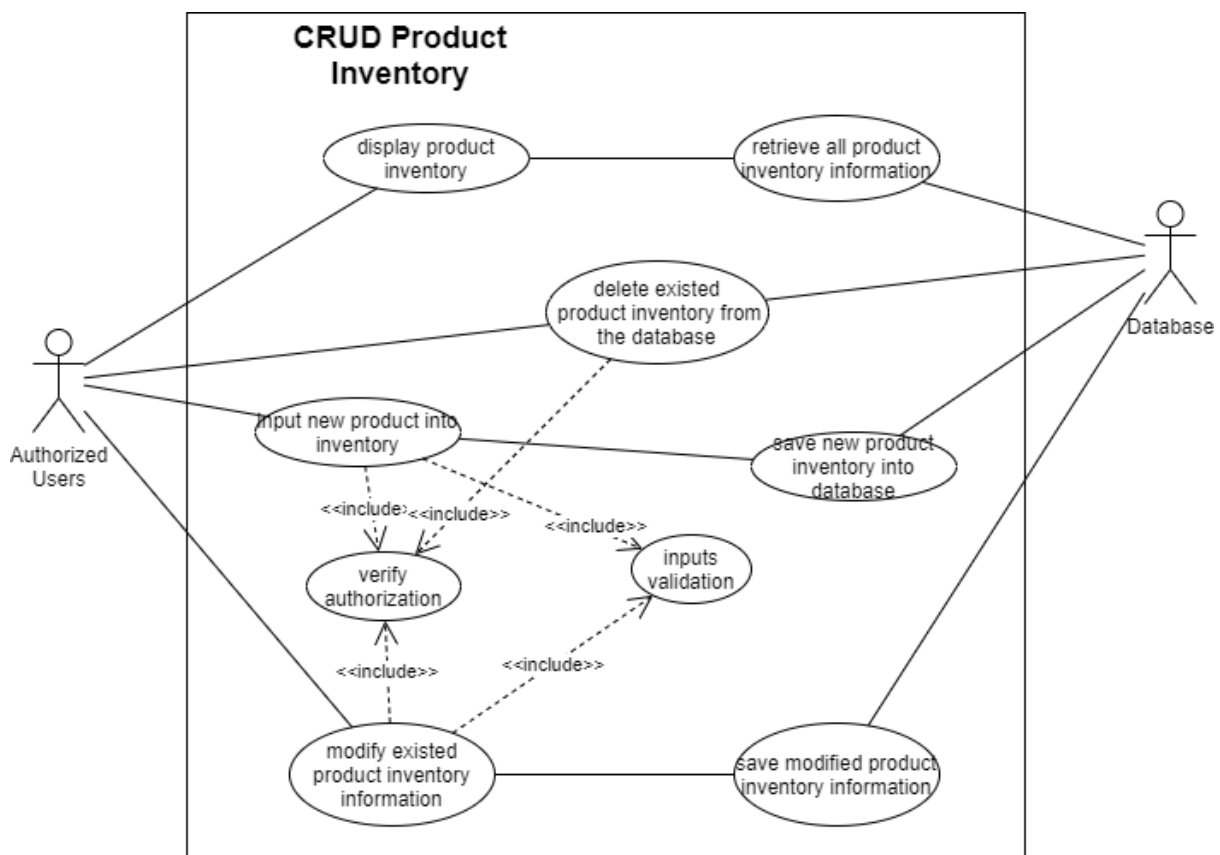 CRUD Product
Inventory
display product
inventory
retrieve all product
inventory information
delete existed
product inventory from
the database
Database
Authorized
Users
input new product into
inventory
save new product
inventory into
database
<<include>>
<<include>>
<<include>>
verify
authorization
inputs
validation
<<include>>
<<include>>
modify existed
product inventory
information
save modified product
inventory information